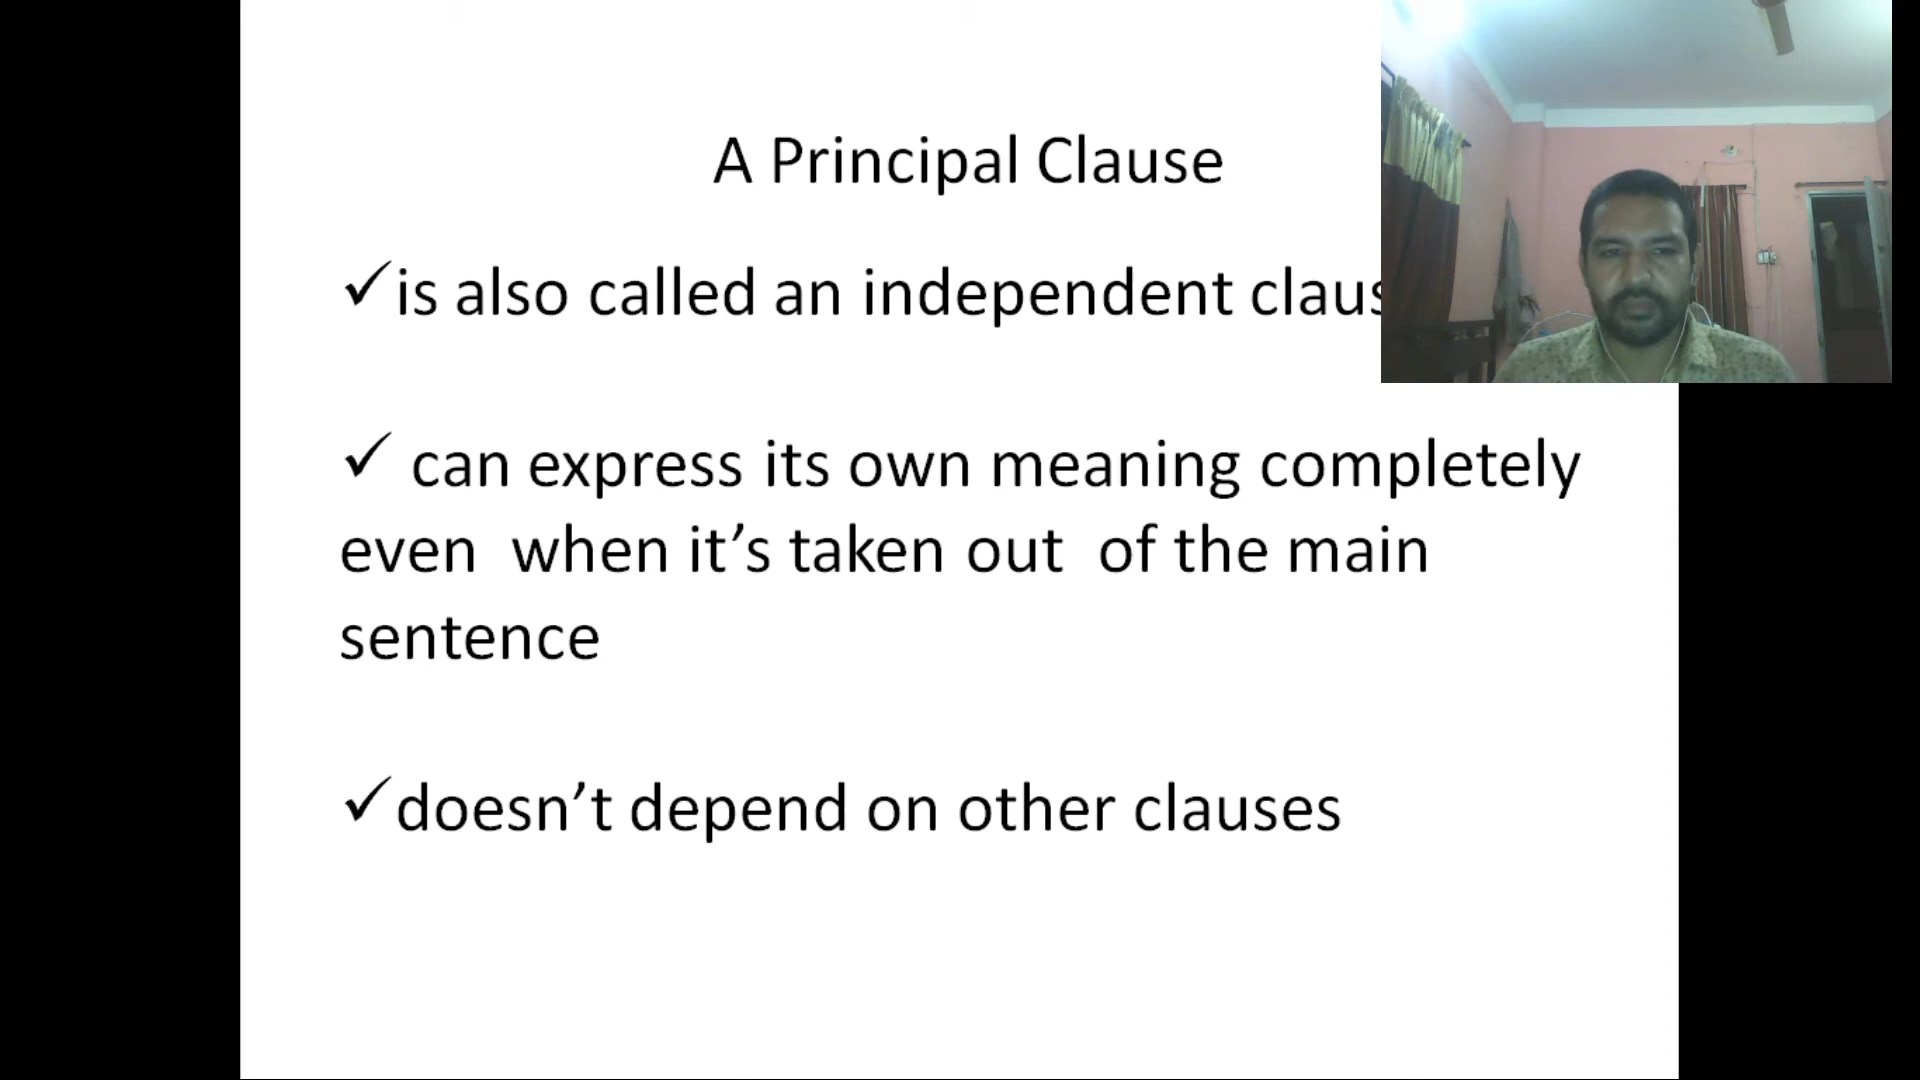 A Principal Clause
✓is also called an independent claus
✓ can express its own meaning completely
even when it’s taken out of the main
sentence
✓doesn’t depend on other clauses